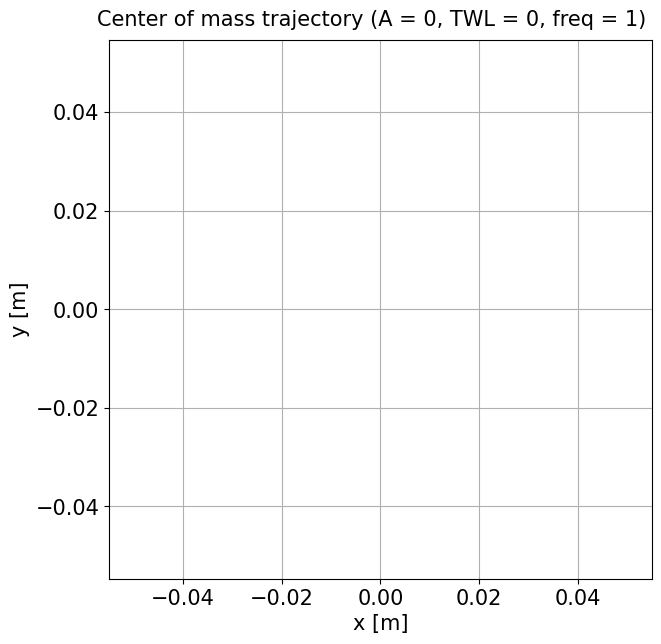 Center of mass trajectory (A = 0, TWL = 0, freq = 1)
0.04
0.02
0.00
−0.02
−0.04
y [m]
−0.04 −0.02 0.00 0.02 0.04
x [m]